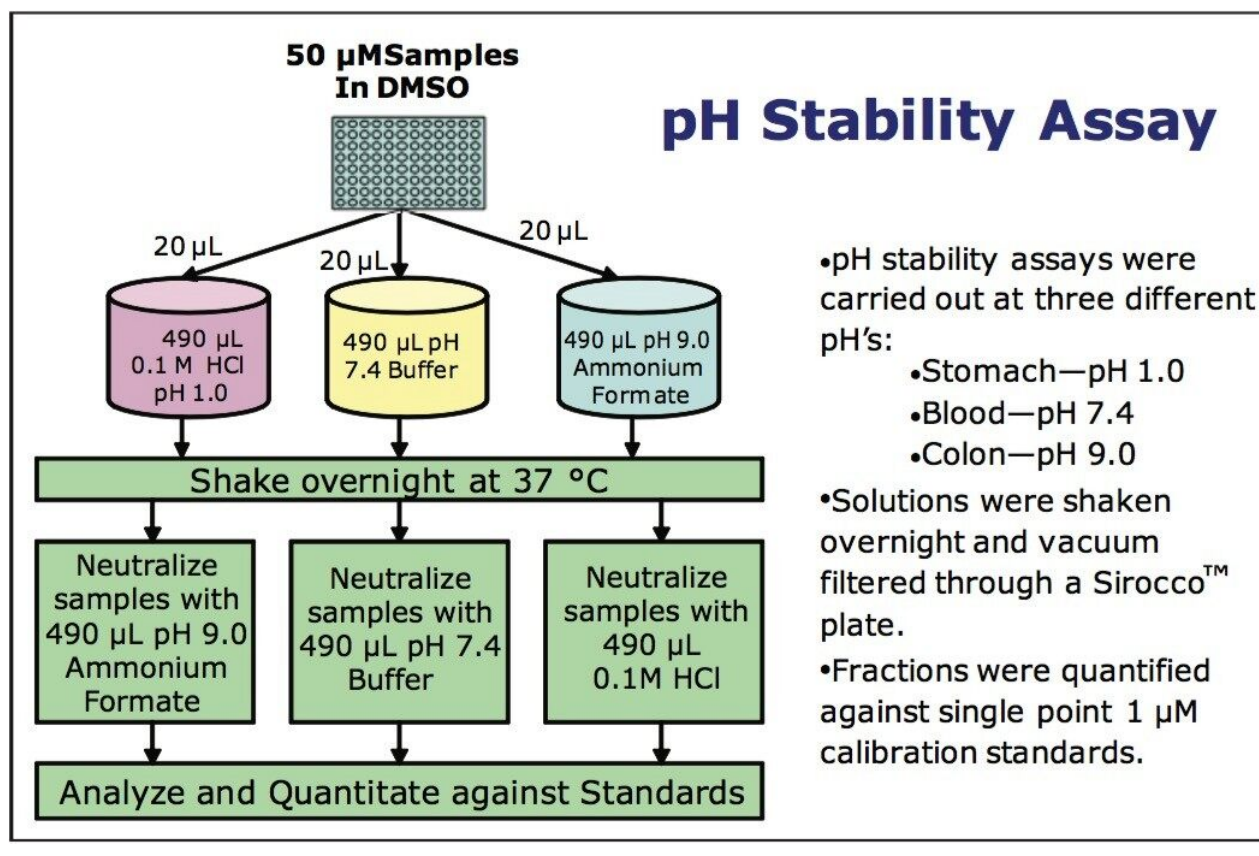 50 µMSamples
In DMSO
pH Stability Assay
20 µL
20 µL
20 µL
490 µL
0.1 M HCl
pH 1.0
490 µL pH
7.4 Buffer
490 µL pH 9.0
Ammonium
Formate
Shake overnight at 37 °C
Neutralize
samples with
490 µL pH 9.0
Ammonium
Formate
Neutralize
samples with
490 µL pH 7.4
Buffer
Neutralize
samples with
490 µL
0.1M HCl
Analyze and Quantitate against Standards
•pH stability assays were
carried out at three different
pH's:
•Stomach—pH 1.0
•Blood—pH 7.4
•Colon—pH 9.0
•Solutions were shaken
overnight and vacuum
filtered through a Sirocco™
plate.
•Fractions were quantified
against single point 1 µM
calibration standards.